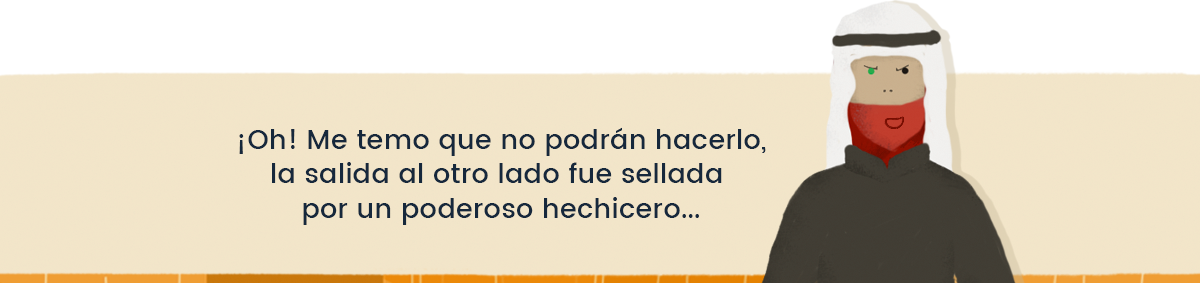 ¡Oh! Me temo que no podrán hacerlo,
la salida al otro lado fue sellada
por un poderoso hechicero...